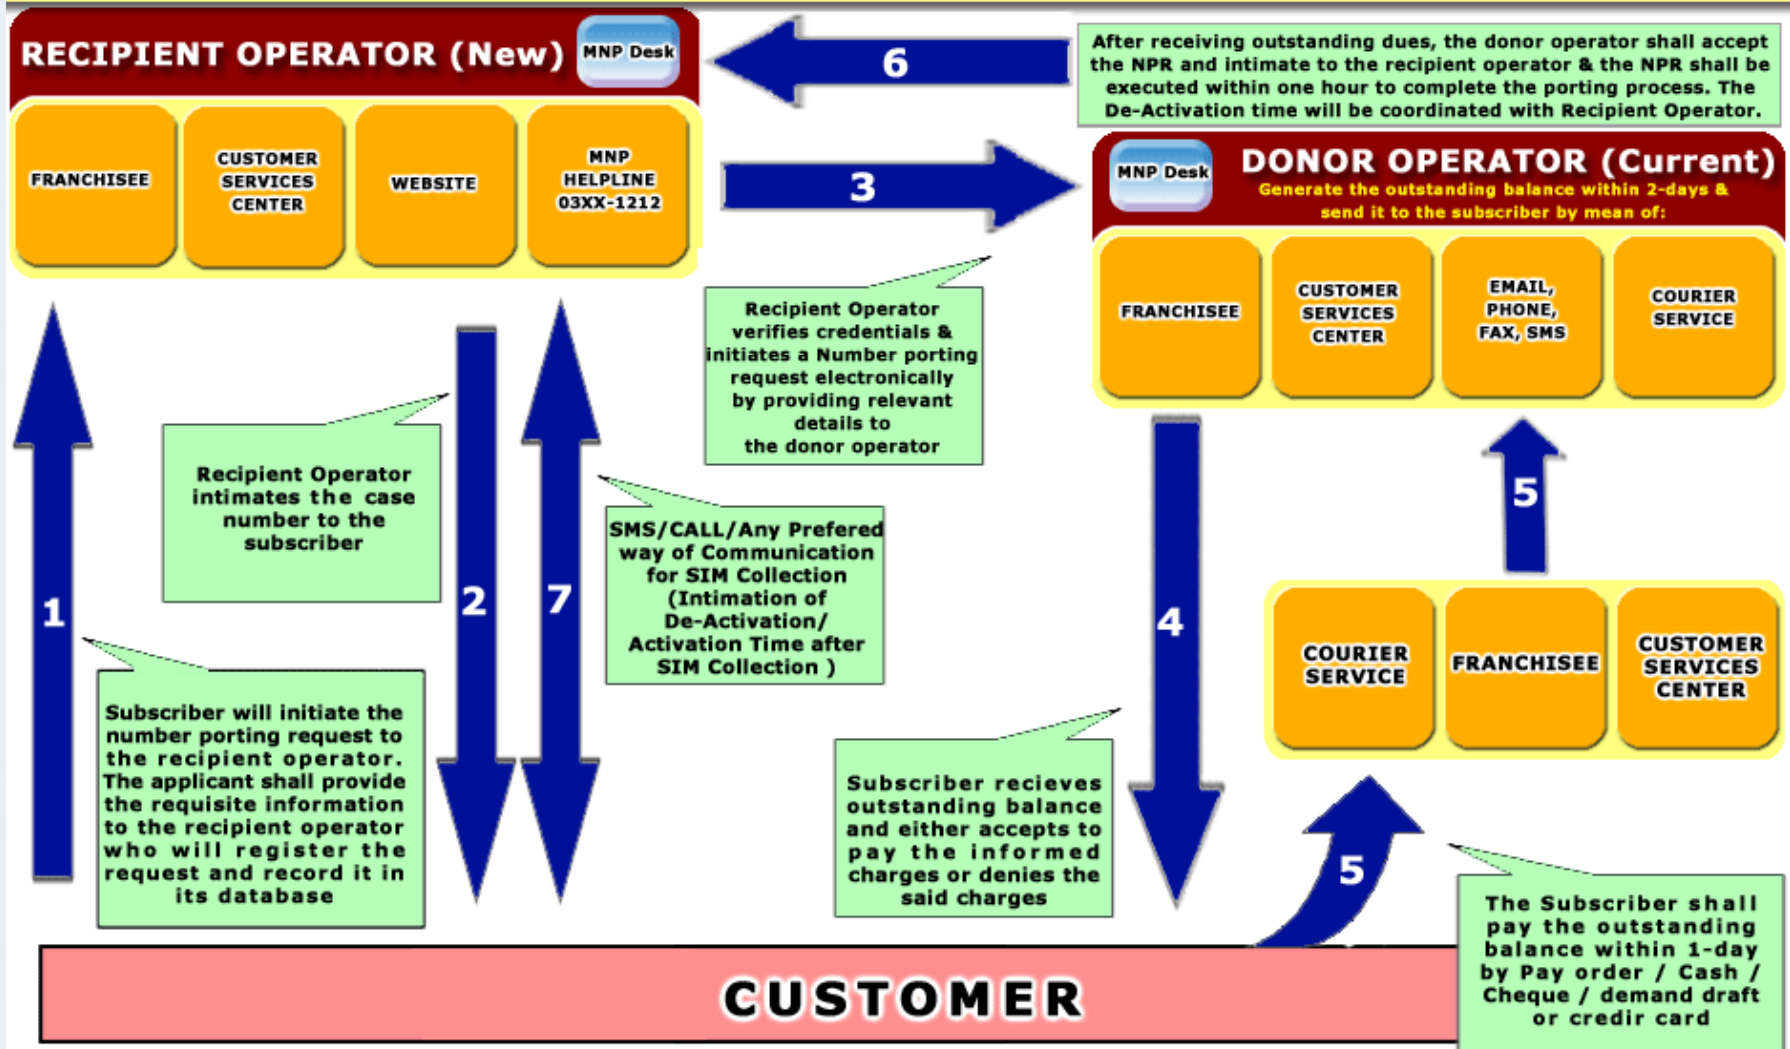 RECIPIENT OPERATOR (New)
MNP Desk
FRANCHISEE
CUSTOMER
SERVICES
CENTER
WEBSITE
MNP
HELPLINE
03XX-1212
6
After receiving outstanding dues, the donor operator shall accept
the NPR and intimate to the recipient operator & the NPR shall be
executed within one hour to complete the porting process. The
De-Activation time will be coordinated with Recipient Operator.
3
MNP Desk
DONOR OPERATOR (Current)
Generate the outstanding balance within 2-days &
send it to the subscriber by mean of:
FRANCHISEE
CUSTOMER
SERVICES
CENTER
EMAIL,
PHONE,
FAX, SMS
COURIER
SERVICE
Recipient Operator
verifies credentials &
initiates a Number porting
request electronically
by providing relevant
details to
the donor operator
Recipient Operator
intimates the case
number to the
subscriber
SMS/CALL/Any Prefered
way of Communication
for SIM Collection
(Intimation of
De-Activation/
Activation Time after
SIM Collection )
1
2
7
4
5
COURIER
SERVICE
FRANCHISEE
CUSTOMER
SERVICES
CENTER
Subscriber will initiate the
number porting request to
the recipient operator.
The applicant shall provide
the requisite information
to the recipient operator
who will register the
request and record it in
its database
Subscriber recieves
outstanding balance
and either accepts to
pay the informed
charges or denies the
said charges
5
The Subscriber shall
pay the outstanding
balance within 1-day
by Pay order / Cash /
Cheque / demand draft
or credir card
CUSTOMER